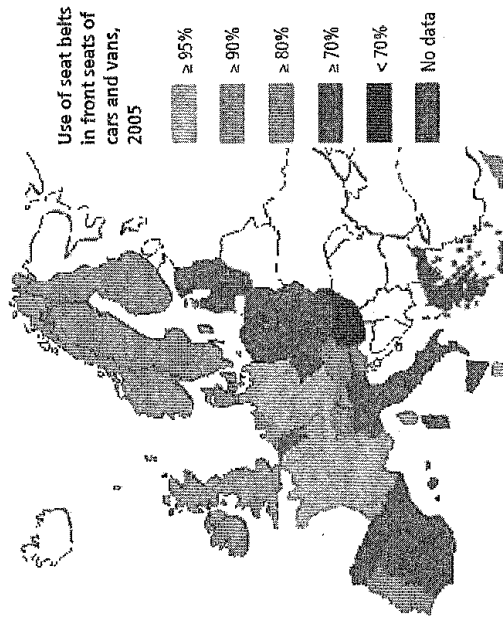 Use of seat belts
in front seats of
cars and vans,
2005
≥ 95%
≥ 90%
≥ 80%
≥ 70%
< 70%
No data